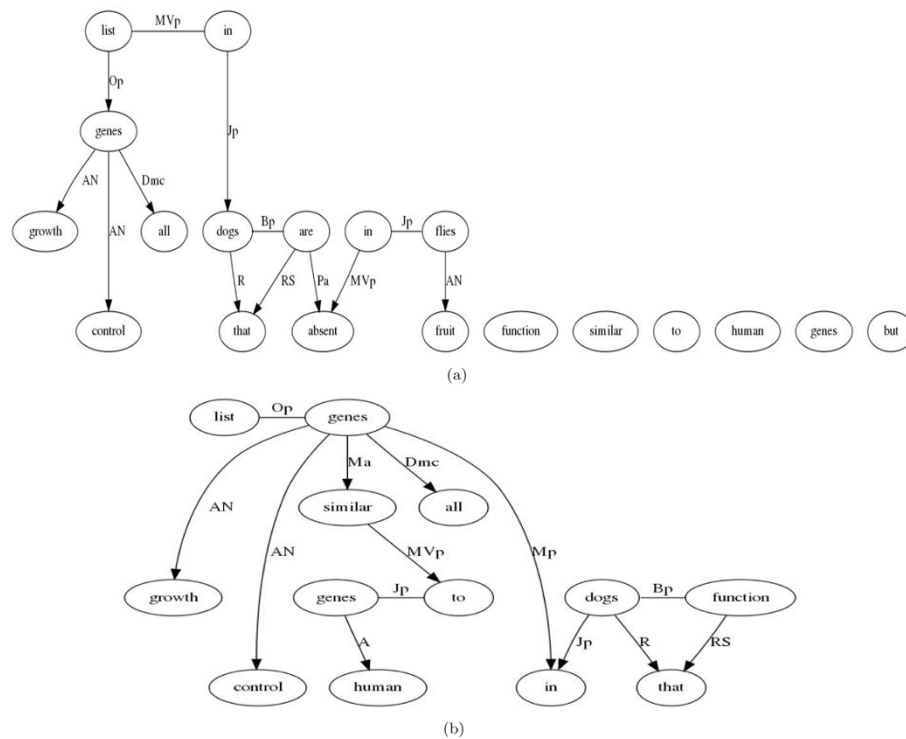 list MVp in
Op
genes Jp
AN AN Dmc
growth all dogs Bp are in Jp flies
R RS Pa MVp AN
control that absent fruit function similar to human genes but
(a)
list Op genes
AN AN Ma Dmc Mp
similar all
MVp
growth genes Jp to dogs Bp function
A Jp R RS
control human in that
(b)